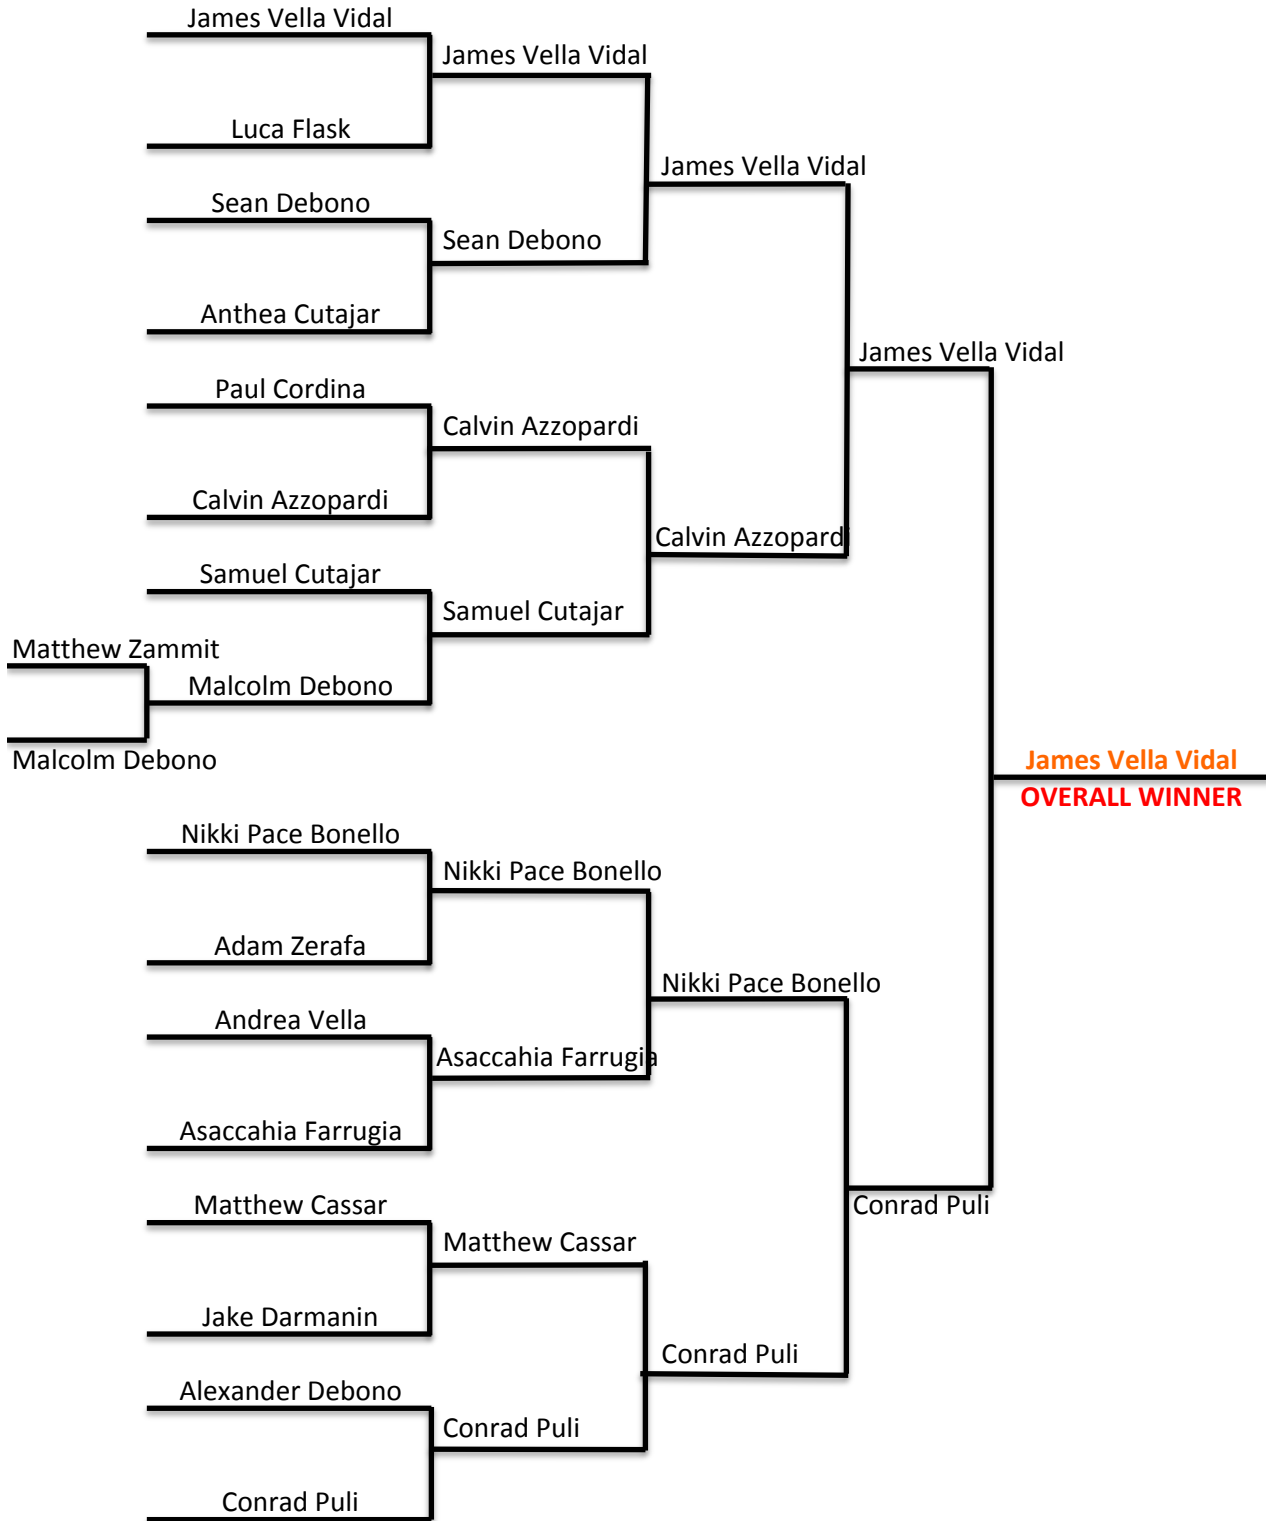 James Vella Vidal
James Vella Vidal
Luca Flask
James Vella Vidal
Sean Debono
Sean Debono
Anthea Cutajar
James Vella Vidal
Paul Cordina
Calvin Azzopardi
Calvin Azzopardi
Calvin Azzopardi
Samuel Cutajar
Samuel Cutajar
Matthew Zammit
Malcolm Debono
Malcolm Debono
James Vella Vidal
OVERALL WINNER
Nikki Pace Bonello
Nikki Pace Bonello
Adam Zerafa
Nikki Pace Bonello
Andrea Vella
Asaccahia Farrugia
Asaccahia Farrugia
Matthew Cassar
Conrad Puli
Matthew Cassar
Jake Darmanin
Conrad Puli
Alexander Debono
Conrad Puli
Conrad Puli